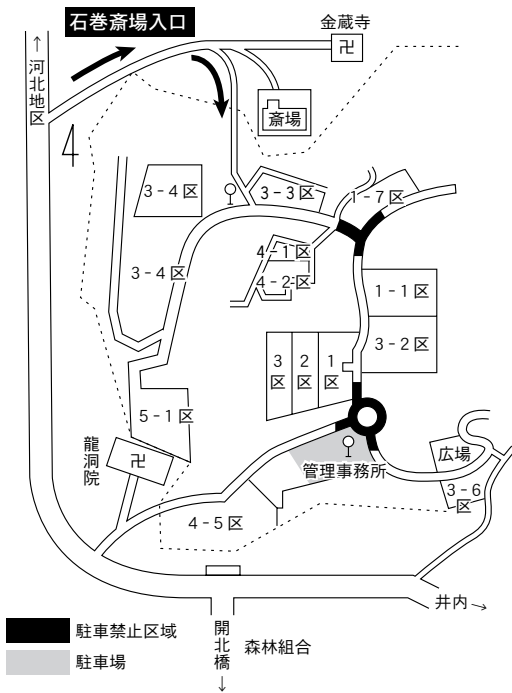 石巻斎場入口
金蔵寺
卍
↑
河北地区
斎場
4
3-4区
3-3区
1-7区
4-1区
3-4区
4-2区
1-1区
3区
2区
1区
3-2区
5-1区
龍洞院
卍
管理事務所
広場
3-6区
4-5区
井内→
駐車禁止区域
駐車場
開北橋
↓
森林組合